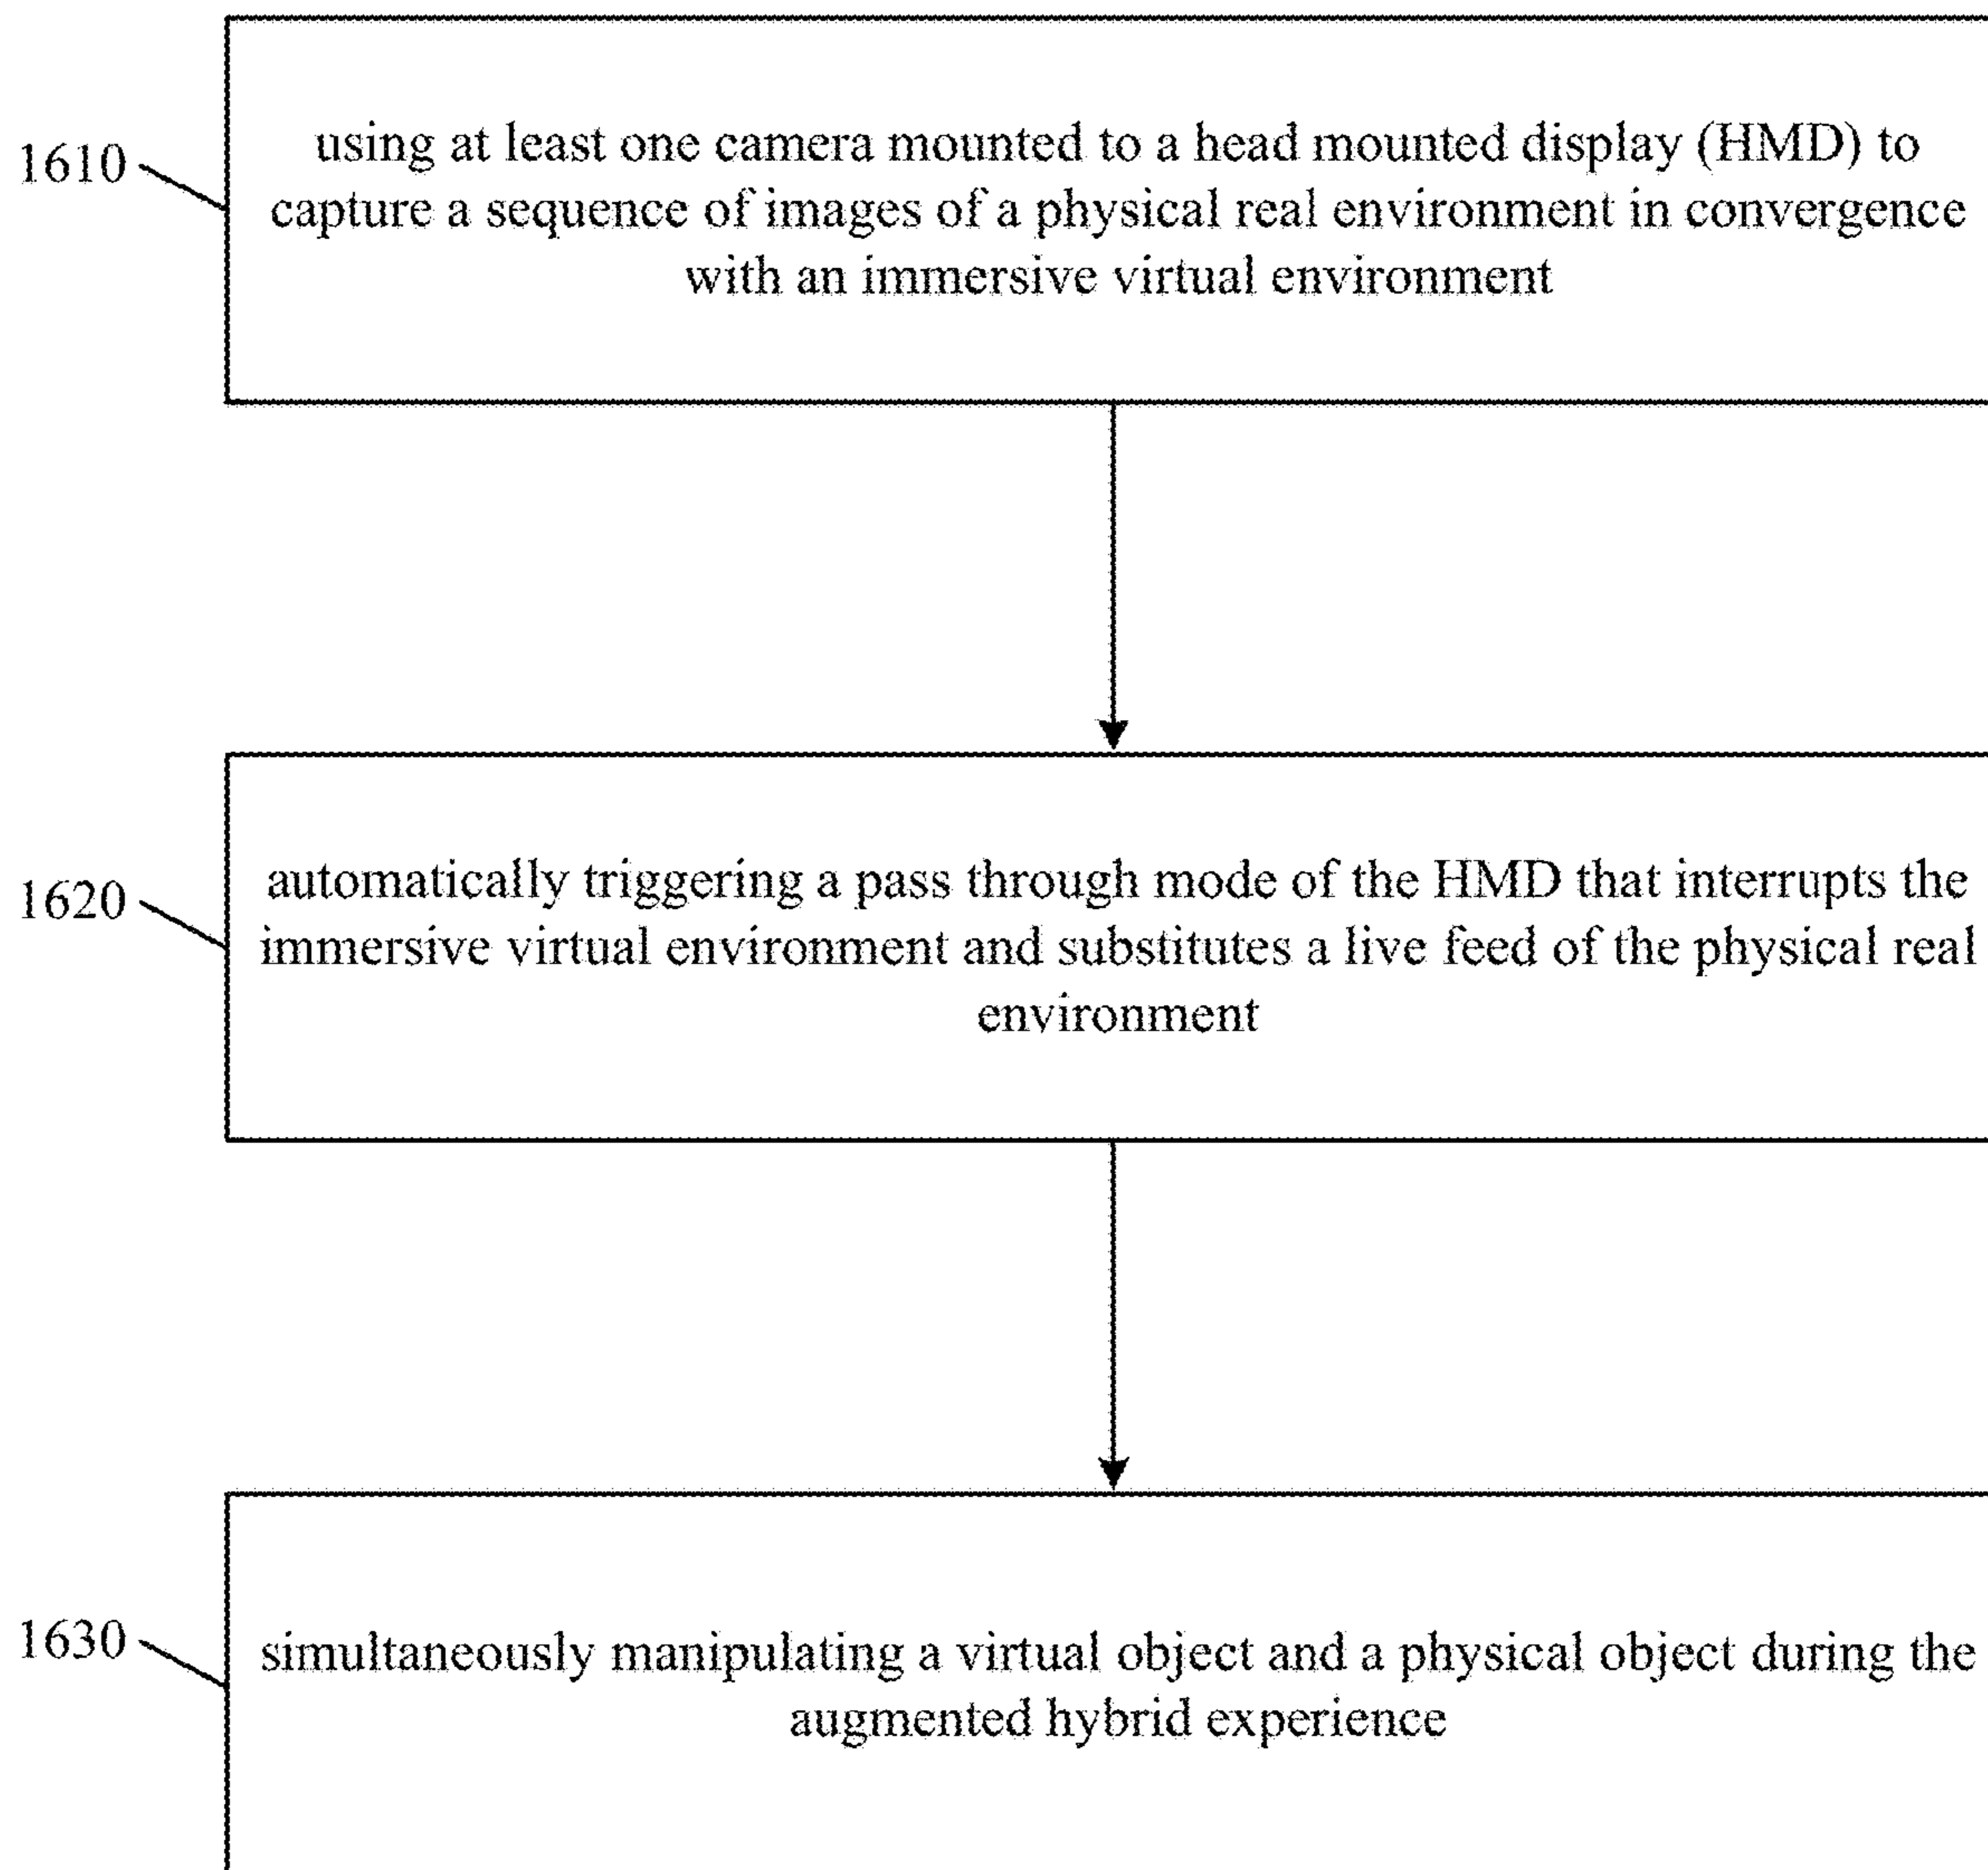 1610
using at least one camera mounted to a head mounted display (HMD) to
capture a sequence of images of a physical real environment in convergence
with an immersive virtual environment
1620
automatically triggering a pass through mode of the HMD that interrupts the
immersive virtual environment and substitutes a live feed of the physical real
environment
1630
simultaneously manipulating a virtual object and a physical object during the
augmented hybrid experience